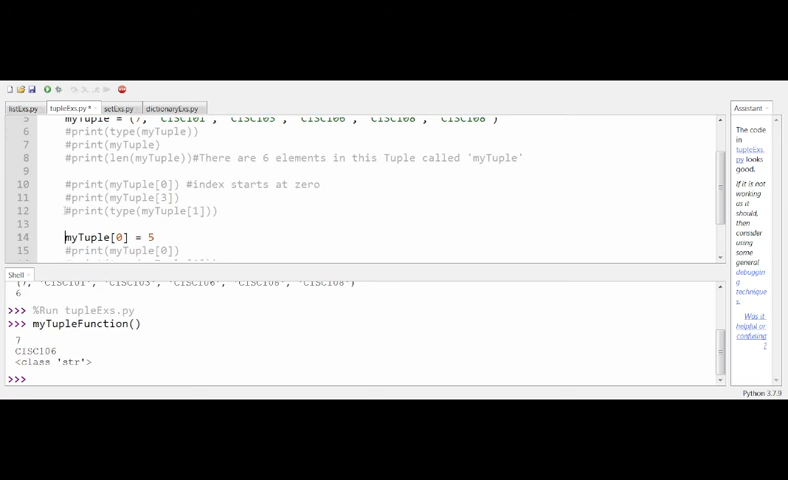 listExs.py
tupleExs.py *
setExs.py
dictionaryExs.py
Assistant
5 myTuple = (7, 'CISC101', 'CISC103', 'CISC106', 'CISC108', 'CISC108')
6 #print(type(myTuple))
7 #print(myTuple)
8 #print(len(myTuple))#There are 6 elements in this Tuple called 'myTuple'
9
10 #print(myTuple[0]) #index starts at zero
11 #print(myTuple[3])
12 #print(type(myTuple[1]))
13
14 myTuple[0] = 5
15 #print(myTuple[0])
Shell
(7, 'CISC101', 'CISC103', 'CISC106', 'CISC108', 'CISC108')
6
>>> %Run tupleExs.py
>>> myTupleFunction()
7
CISC106
<class 'str'>
>>>
The code
in
tupleExs.
py looks
good.
If it is not
working
as it
should,
then
consider
using
some
general
debuggin
g
technique
s.
Was it
helpful or
confusing
?
Python 3.7.9